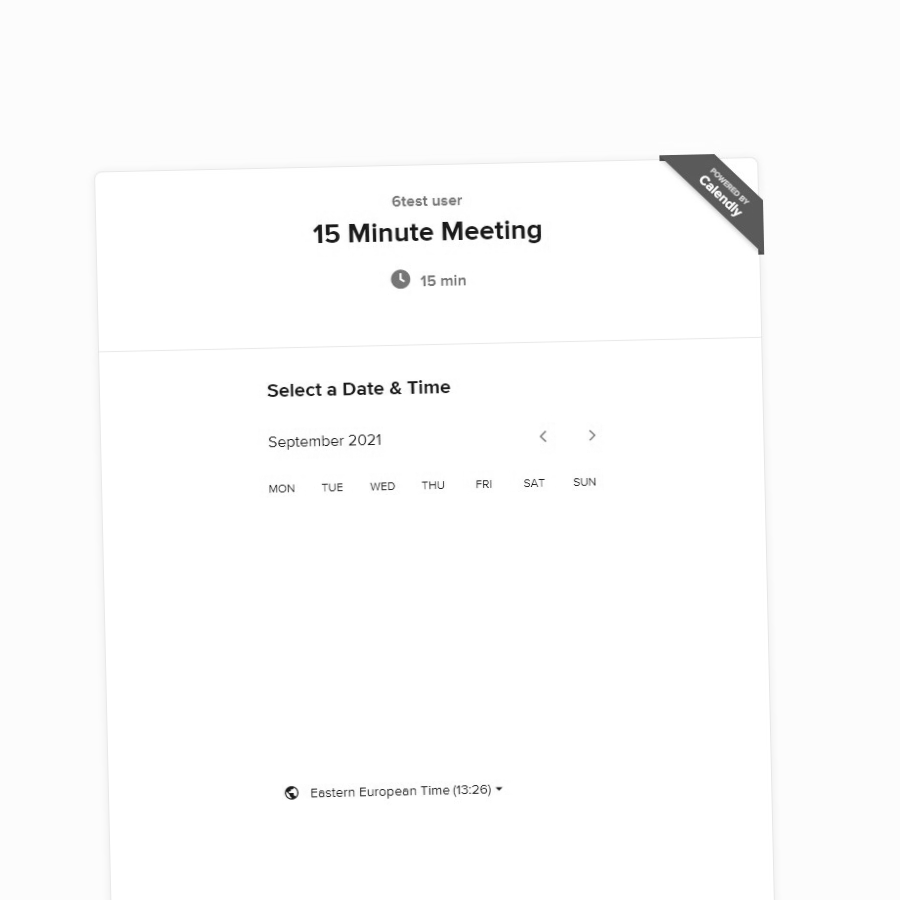 POWERED BY
Calendly
6test user
15 Minute Meeting
15 min
Select a Date & Time
September 2021
MON TUE WED THU FRI SAT SUN
Eastern European Time (13:26)